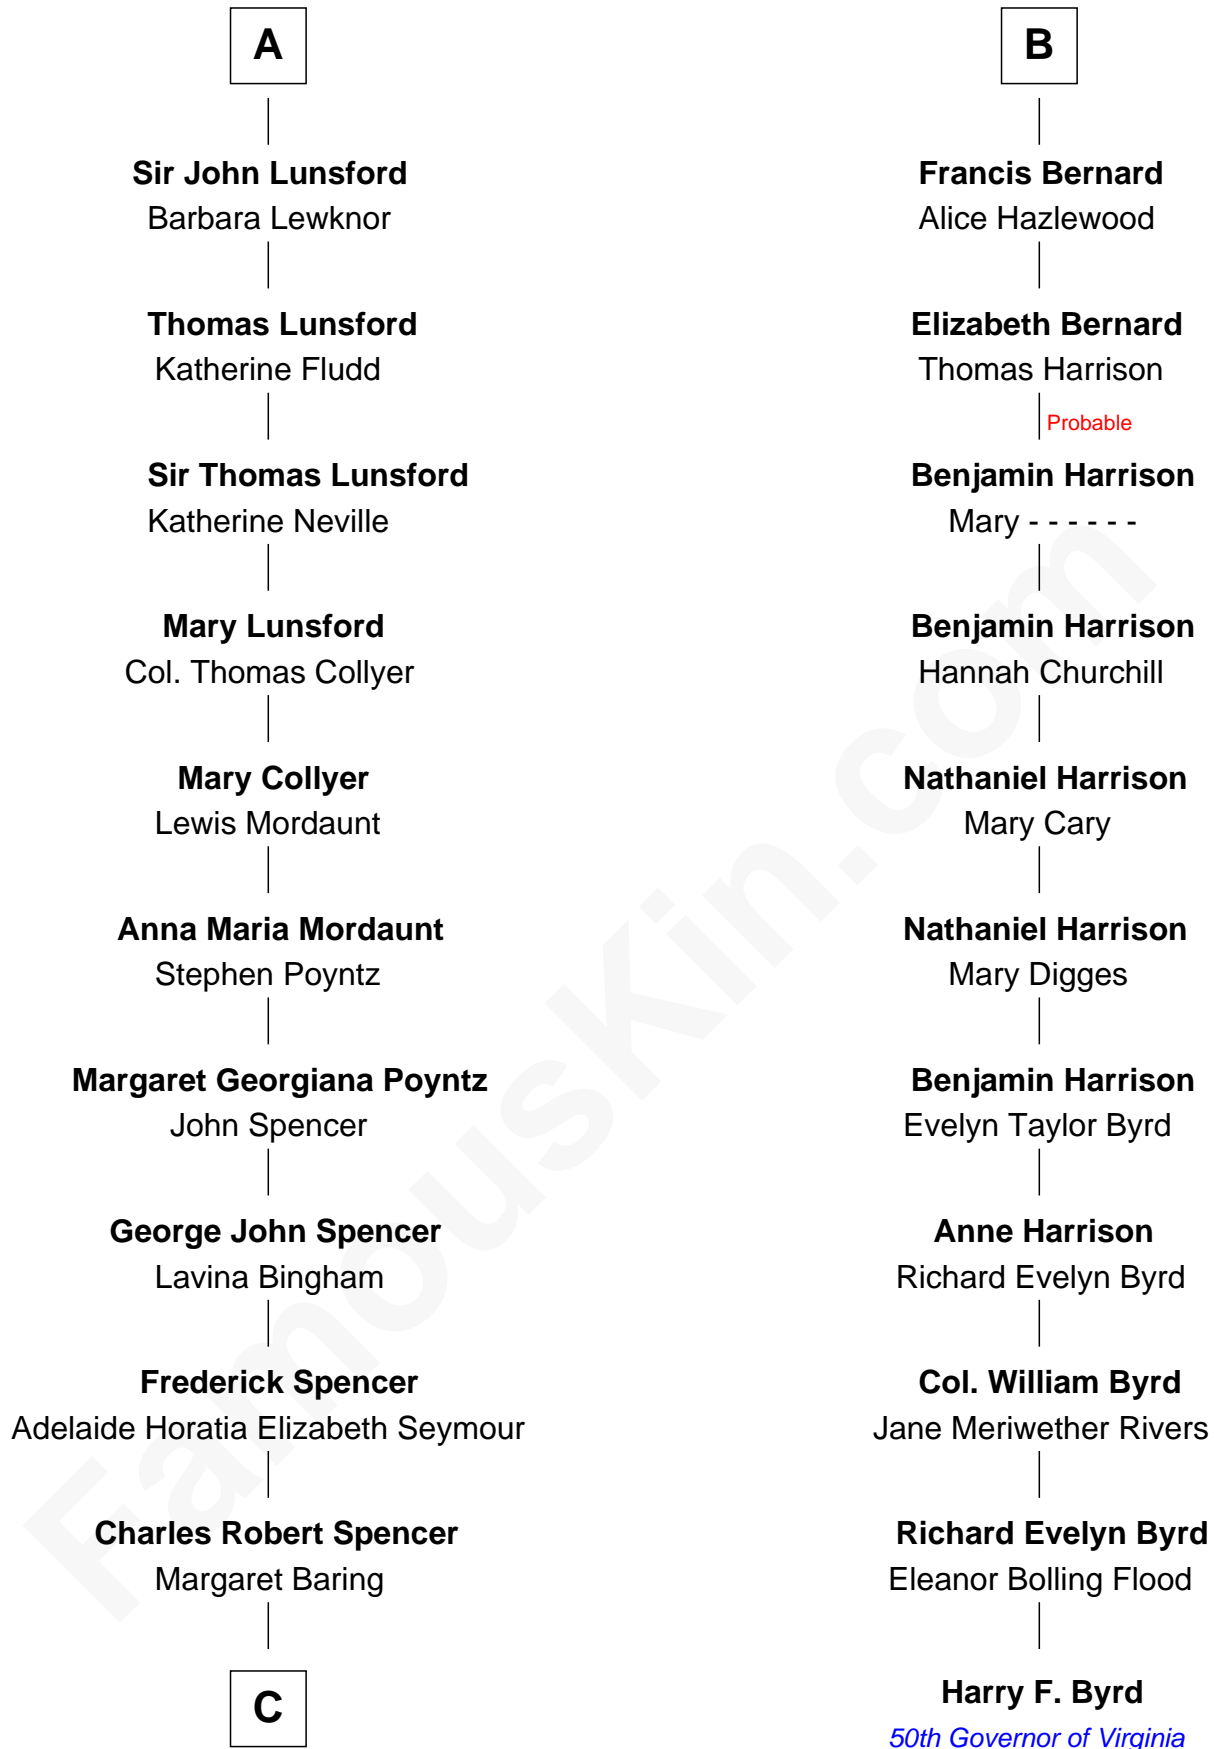 A
Sir John Lunsford
Barbara Lewknor
Thomas Lunsford
Katherine Fludd
Sir Thomas Lunsford
Katherine Neville
Mary Lunsford
Col. Thomas Collyer
Mary Collyer
Lewis Mordaunt
Anna Maria Mordaunt
Stephen Poyntz
Margaret Georgiana Poyntz
John Spencer
George John Spencer
Lavina Bingham
Frederick Spencer
Adelaide Horatia Elizabeth Seymour
Charles Robert Spencer
Margaret Baring
C
B
Francis Bernard
Alice Hazlewood
Elizabeth Bernard
Thomas Harrison
Probable
Benjamin Harrison
Mary - - - - - -
Benjamin Harrison
Hannah Churchill
Nathaniel Harrison
Mary Cary
Nathaniel Harrison
Mary Digges
Benjamin Harrison
Evelyn Taylor Byrd
Anne Harrison
Richard Evelyn Byrd
Col. William Byrd
Jane Meriwether Rivers
Richard Evelyn Byrd
Eleanor Bolling Flood
Harry F. Byrd
50th Governor of Virginia
FamousKin.com